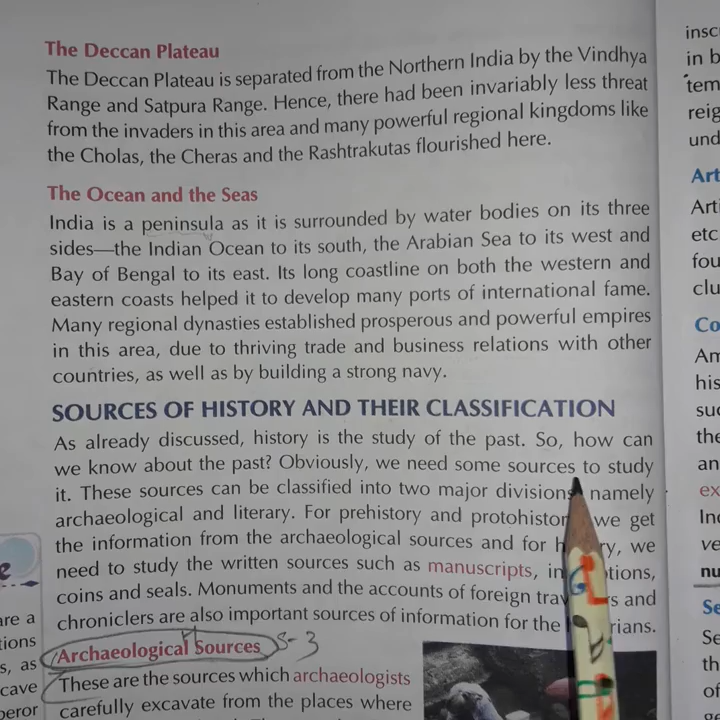 The Deccan Plateau
The Deccan Plateau is separated from the Northern India by the Vindhya
Range and Satpura Range. Hence, there had been invariably less threat
from the invaders in this area and many powerful regional kingdoms like
the Cholas, the Cheras and the Rashtrakutas flourished here.
The Ocean and the Seas
India is a peninsula as it is surrounded by water bodies on its three
sides—the Indian Ocean to its south, the Arabian Sea to its west and
Bay of Bengal to its east. Its long coastline on both the western and
eastern coasts helped it to develop many ports of international fame.
Many regional dynasties established prosperous and powerful empires
in this area, due to thriving trade and business relations with other
countries, as well as by building a strong navy.
SOURCES OF HISTORY AND THEIR CLASSIFICATION
As already discussed, history is the study of the past. So, how can
we know about the past? Obviously, we need some sources to study
it. These sources can be classified into two major divisions namely
archaeological and literary. For prehistory and we get
the information from the archaeological sources and for we
need to study the written sources such as manuscripts,
coins and seals. Monuments and the accounts of foreign and
chroniclers are also important sources of information for the
Archaeological Sources S-3
These are the sources which archaeologists
carefully excavate from the places where
in b
Art
Co